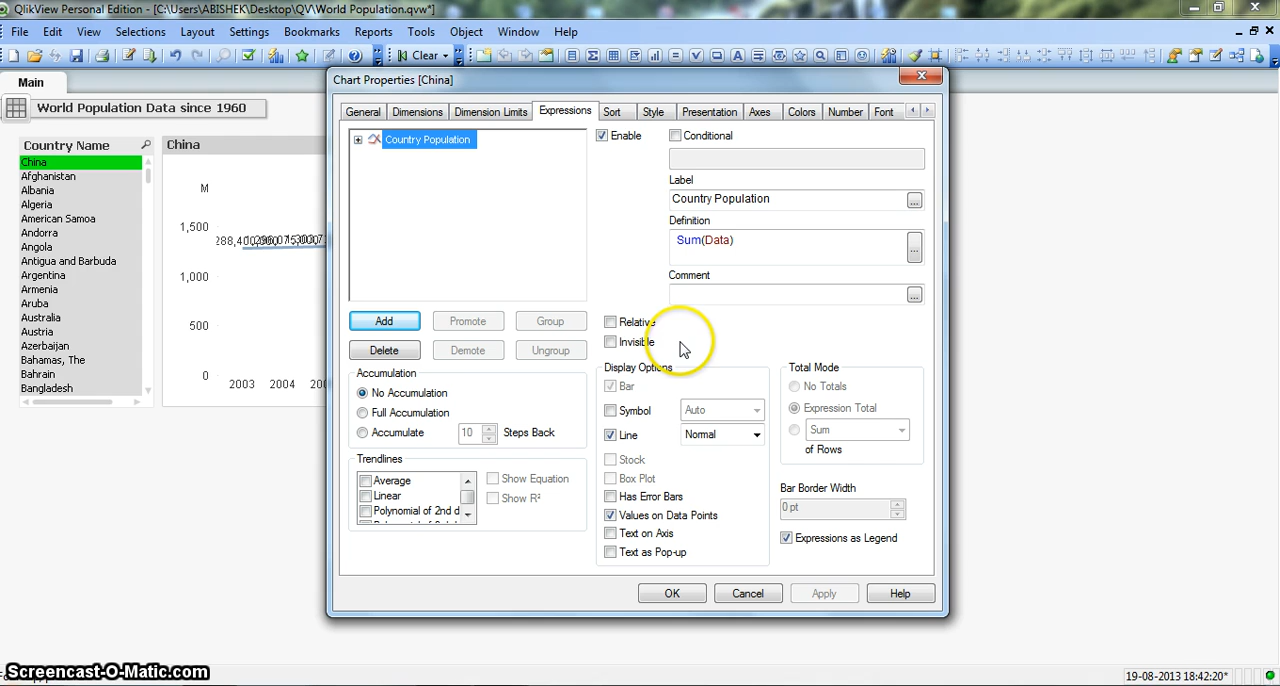 QlikView Personal Edition - [C:\Users\ABISHEK\Desktop\QV\World Population.qvw*]
File Edit View Selections Layout Settings Bookmarks Reports Tools Object Window Help
Clear
Main
World Population Data since 1960
Country Name
China
Afghanistan
Albania
Algeria
American Samoa
Andorra
Angola
Antigua and Barbuda
Argentina
Armenia
Aruba
Australia
Austria
Azerbaijan
Bahamas, The
Bahrain
Bangladesh
China
M
1,500
1,000
500
0
2003 2004
Chart Properties [China]
General Dimensions Dimension Limits Expressions Sort Style Presentation Axes Colors Number Font
Country Population
Enable
Conditional
Label
Country Population
...
Definition
Sum(Data)
...
Comment
...
Add Promote Group
Delete Demote Ungroup
Relative
Invisible
Accumulation
No Accumulation
Full Accumulation
Accumulate 10 Steps Back
Trendlines
Average
Linear
Polynomial of 2nd d
Show Equation
Show R²
Display Options
Bar
Symbol Auto
Line Normal
Stock
Box Plot
Has Error Bars
Values on Data Points
Text on Axis
Text as Pop-up
Total Mode
No Totals
Expression Total
Sum
of Rows
Bar Border Width
0 pt
Expressions as Legend
OK Cancel Apply Help
Screencast-O-Matic.com
19-08-2013 18:42:20*